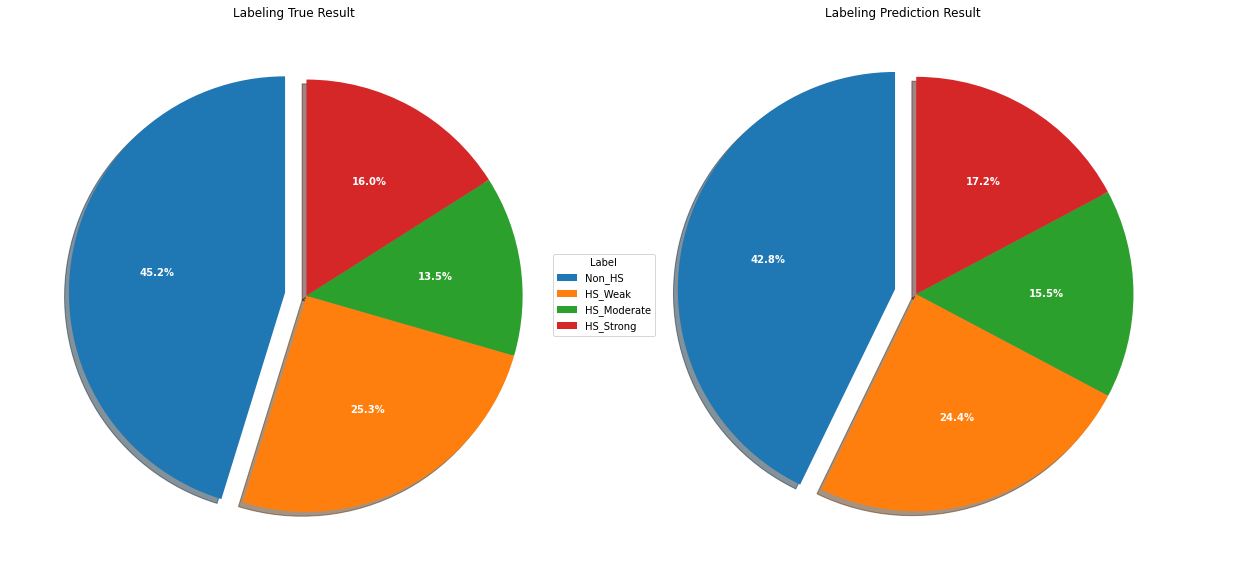 Labeling True Result
45.2%
16.0%
13.5%
25.3%
Label
Non_HS
HS_Weak
HS_Moderate
HS_Strong
Labeling Prediction Result
42.8%
17.2%
15.5%
24.4%